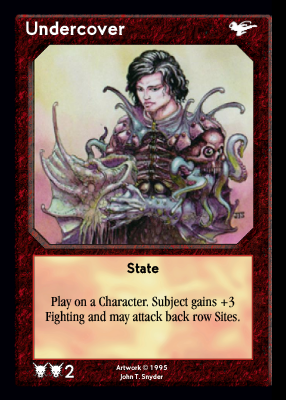 Undercover
State
Play on a Character. Subject gains +3
Fighting and may attack back row Sites.
2
Artwork © 1995
John T. Snyder